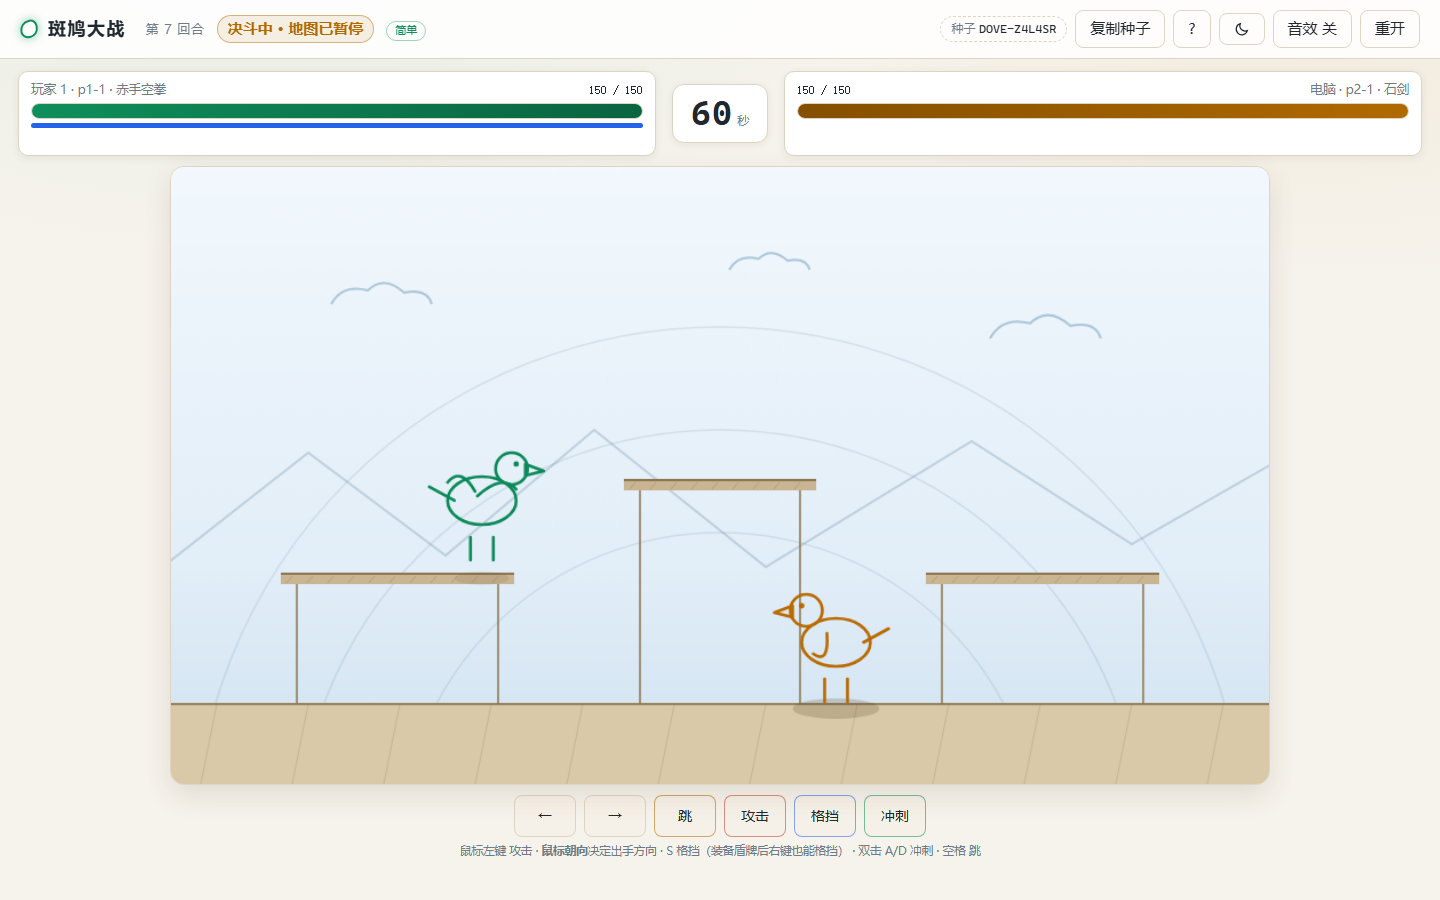 斑鸠大战 第 7 回合 决斗中 • 地图已暂停 简单 种子 DOVE-Z4L4SR 复制种子 ? 音效 关 重开
玩家 1 · p1-1 · 赤手空拳 150 / 150
60 秒
150 / 150 电脑 · p2-1 · 石剑
← → 跳 攻击 格挡 冲刺
鼠标左键 攻击 · 鼠标朝向决定出手方向 · S 格挡（装备盾牌后右键也能格挡） · 双击 A/D 冲刺 · 空格 跳